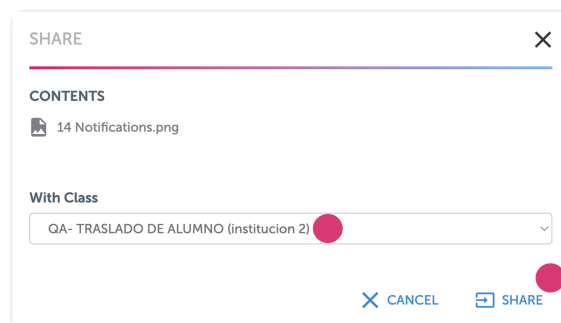 SHARE
CONTENTS
14 Notifications.png
With Class
QA- TRASLADO DE ALUMNO (institucion 2)
CANCEL
SHARE